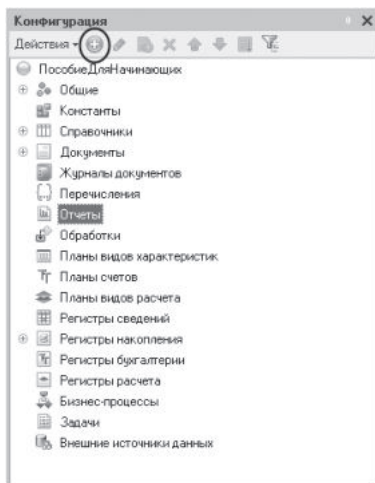 Конфигурация
Действия
ПособиеДляНачинающих
Общие
Константы
Справочники
Документы
Журналы документов
Перечисления
Отчеты
Обработки
Планы видов характеристик
Планы счетов
Планы видов расчета
Регистры сведений
Регистры накопления
Регистры бухгалтерии
Регистры расчета
Бизнес-процессы
Задачи
Внешние источники данных